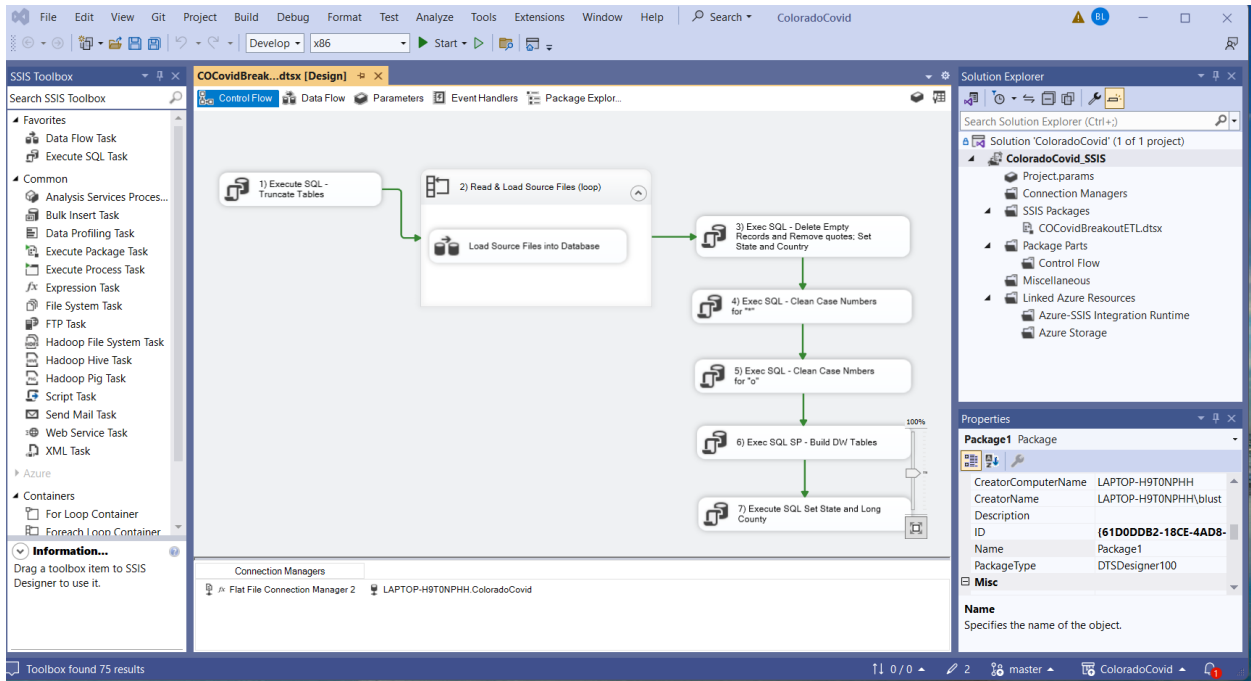 File Edit View Git Project Build Debug Format Test Analyze Tools Extensions Window Help Search ColoradoCovid BL
Develop x86 Start
SSIS Toolbox
Search SSIS Toolbox
Favorites
Data Flow Task
Execute SQL Task
Common
Analysis Services Proces...
Bulk Insert Task
Data Profiling Task
Execute Package Task
Execute Process Task
fx Expression Task
File System Task
FTP Task
Hadoop File System Task
Hadoop Hive Task
Hadoop Pig Task
Script Task
Send Mail Task
Web Service Task
XML Task
Azure
Containers
For Loop Container
Foreach Loop Container
Information...
Drag a toolbox item to SSIS
Designer to use it.
COCovidBreak...dtsx [Design]
Control Flow Data Flow Parameters Event Handlers Package Explor...
1) Execute SQL -
Truncate Tables
2) Read & Load Source Files (loop)
Load Source Files into Database
3) Exec SQL - Delete Empty
Records and Remove quotes; Set
State and Country
4) Exec SQL - Clean Case Numbers
for "*"
5) Exec SQL - Clean Case Nmbers
for "o"
100%
6) Exec SQL SP - Build DW Tables
7) Execute SQL Set State and Long
County
Connection Managers
fx Flat File Connection Manager 2 LAPTOP-H9T0NPHH.ColoradoCovid
Solution Explorer
Search Solution Explorer (Ctrl+;)
Solution 'ColoradoCovid' (1 of 1 project)
ColoradoCovid_SSIS
Project.params
Connection Managers
SSIS Packages
COCovidBreakoutETL.dtsx
Package Parts
Control Flow
Miscellaneous
Linked Azure Resources
Azure-SSIS Integration Runtime
Azure Storage
Properties
Package1 Package
CreatorComputerName LAPTOP-H9T0NPHH
CreatorName LAPTOP-H9T0NPHH\blust
Description
ID {61D0DDB2-18CE-4AD8-
Name Package1
PackageType DTSDesigner100
Misc
Name
Specifies the name of the object.
Toolbox found 75 results 0 / 0 2 master ColoradoCovid 1